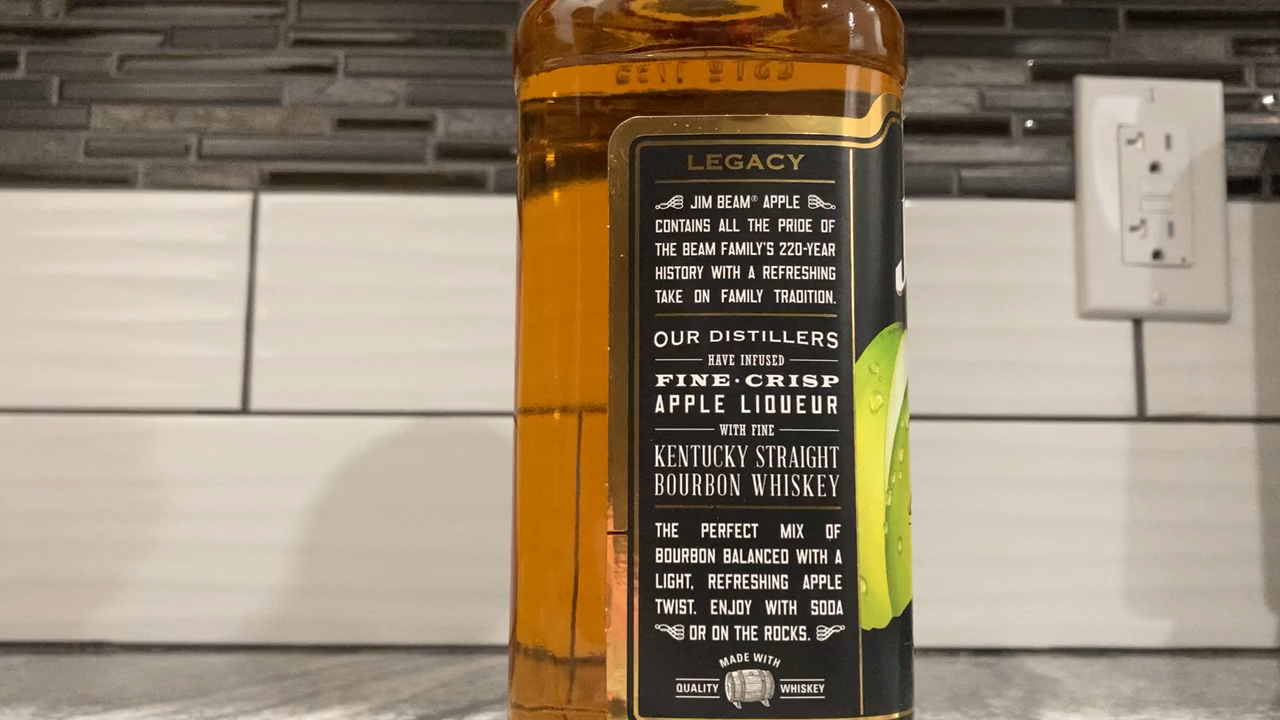 LEGACY
JIM BEAM® APPLE
CONTAINS ALL THE PRIDE OF
THE BEAM FAMILY'S 220-YEAR
HISTORY WITH A REFRESHING
TAKE ON FAMILY TRADITION.
OUR DISTILLERS
HAVE INFUSED
FINE·CRISP
APPLE LIQUEUR
WITH FINE
KENTUCKY STRAIGHT
BOURBON WHISKEY
THE PERFECT MIX OF
BOURBON BALANCED WITH A
LIGHT, REFRESHING APPLE
TWIST. ENJOY WITH SODA
OR ON THE ROCKS.
MADE WITH
QUALITY WHISKEY